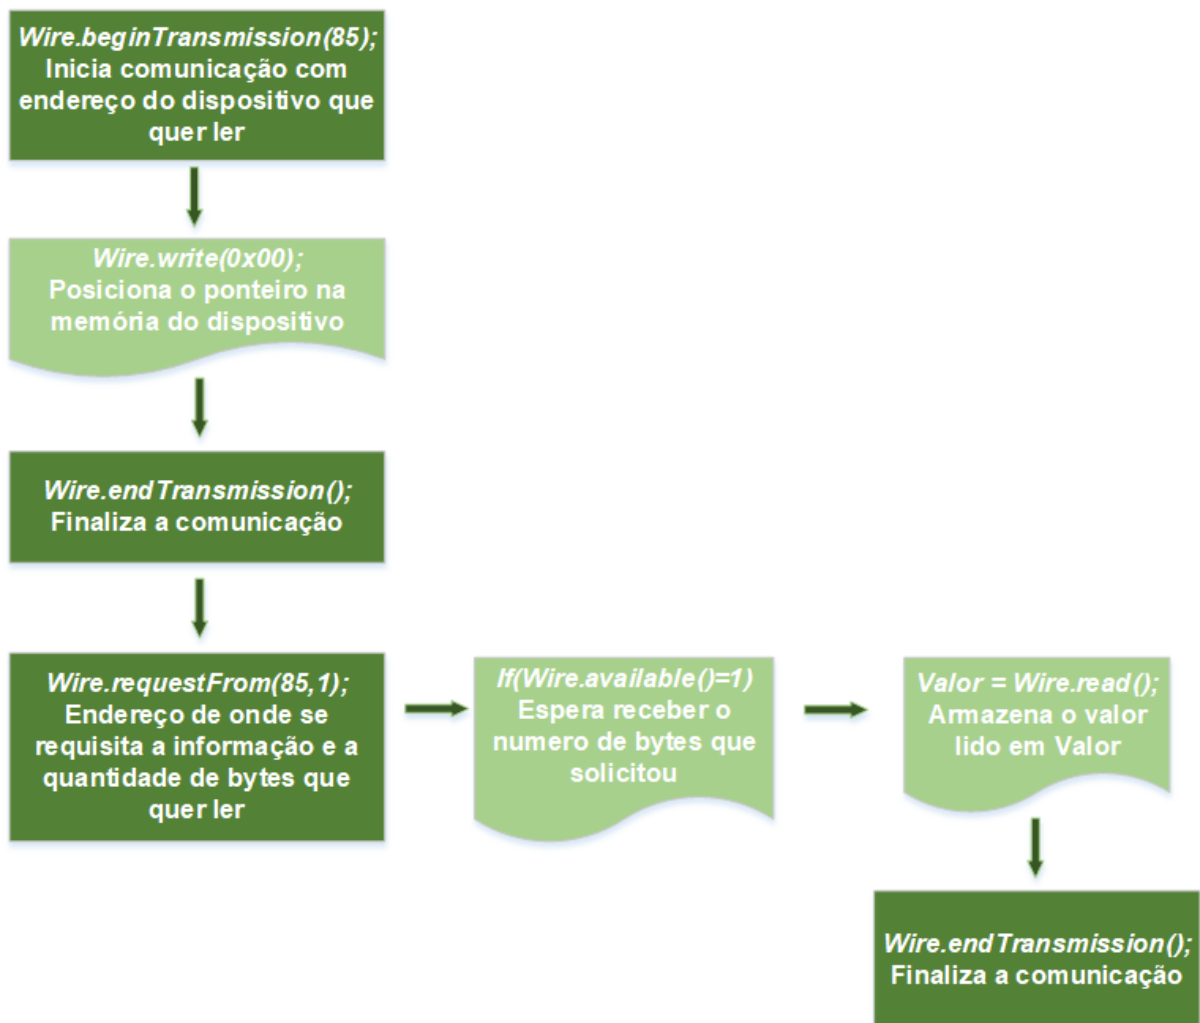 Wire.beginTransmission(85);
Inicia comunicação com
endereço do dispositivo que
quer ler
Wire.write(0x00);
Posiciona o ponteiro na
memória do dispositivo
Wire.endTransmission();
Finaliza a comunicação
Wire.requestFrom(85,1);
Endereço de onde se
requisita a informação e a
quantidade de bytes que
quer ler
If(Wire.available()=1)
Espera receber o
numero de bytes que
solicitou
Valor = Wire.read();
Armazena o valor
lido em Valor
Wire.endTransmission();
Finaliza a comunicação